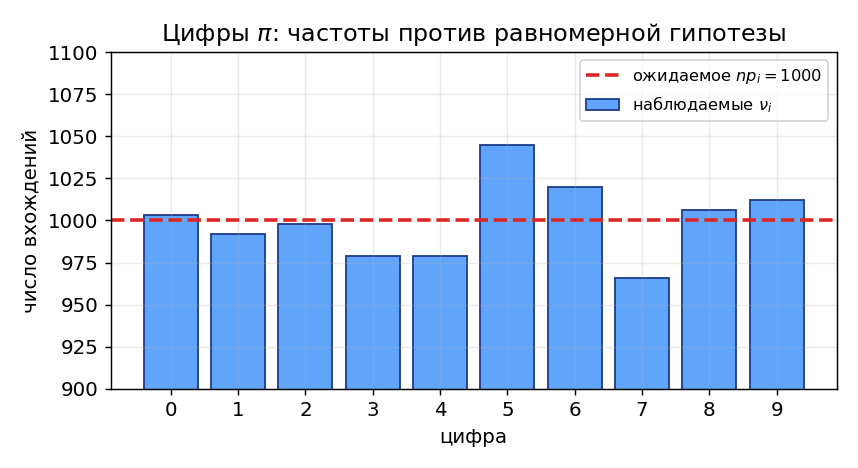 Цифры π: частоты против равномерной гипотезы
ожидаемое npᵢ = 1000
наблюдаемые νᵢ
число вхождений
1100
1075
1050
1025
1000
975
950
925
900
0 1 2 3 4 5 6 7 8 9
цифра